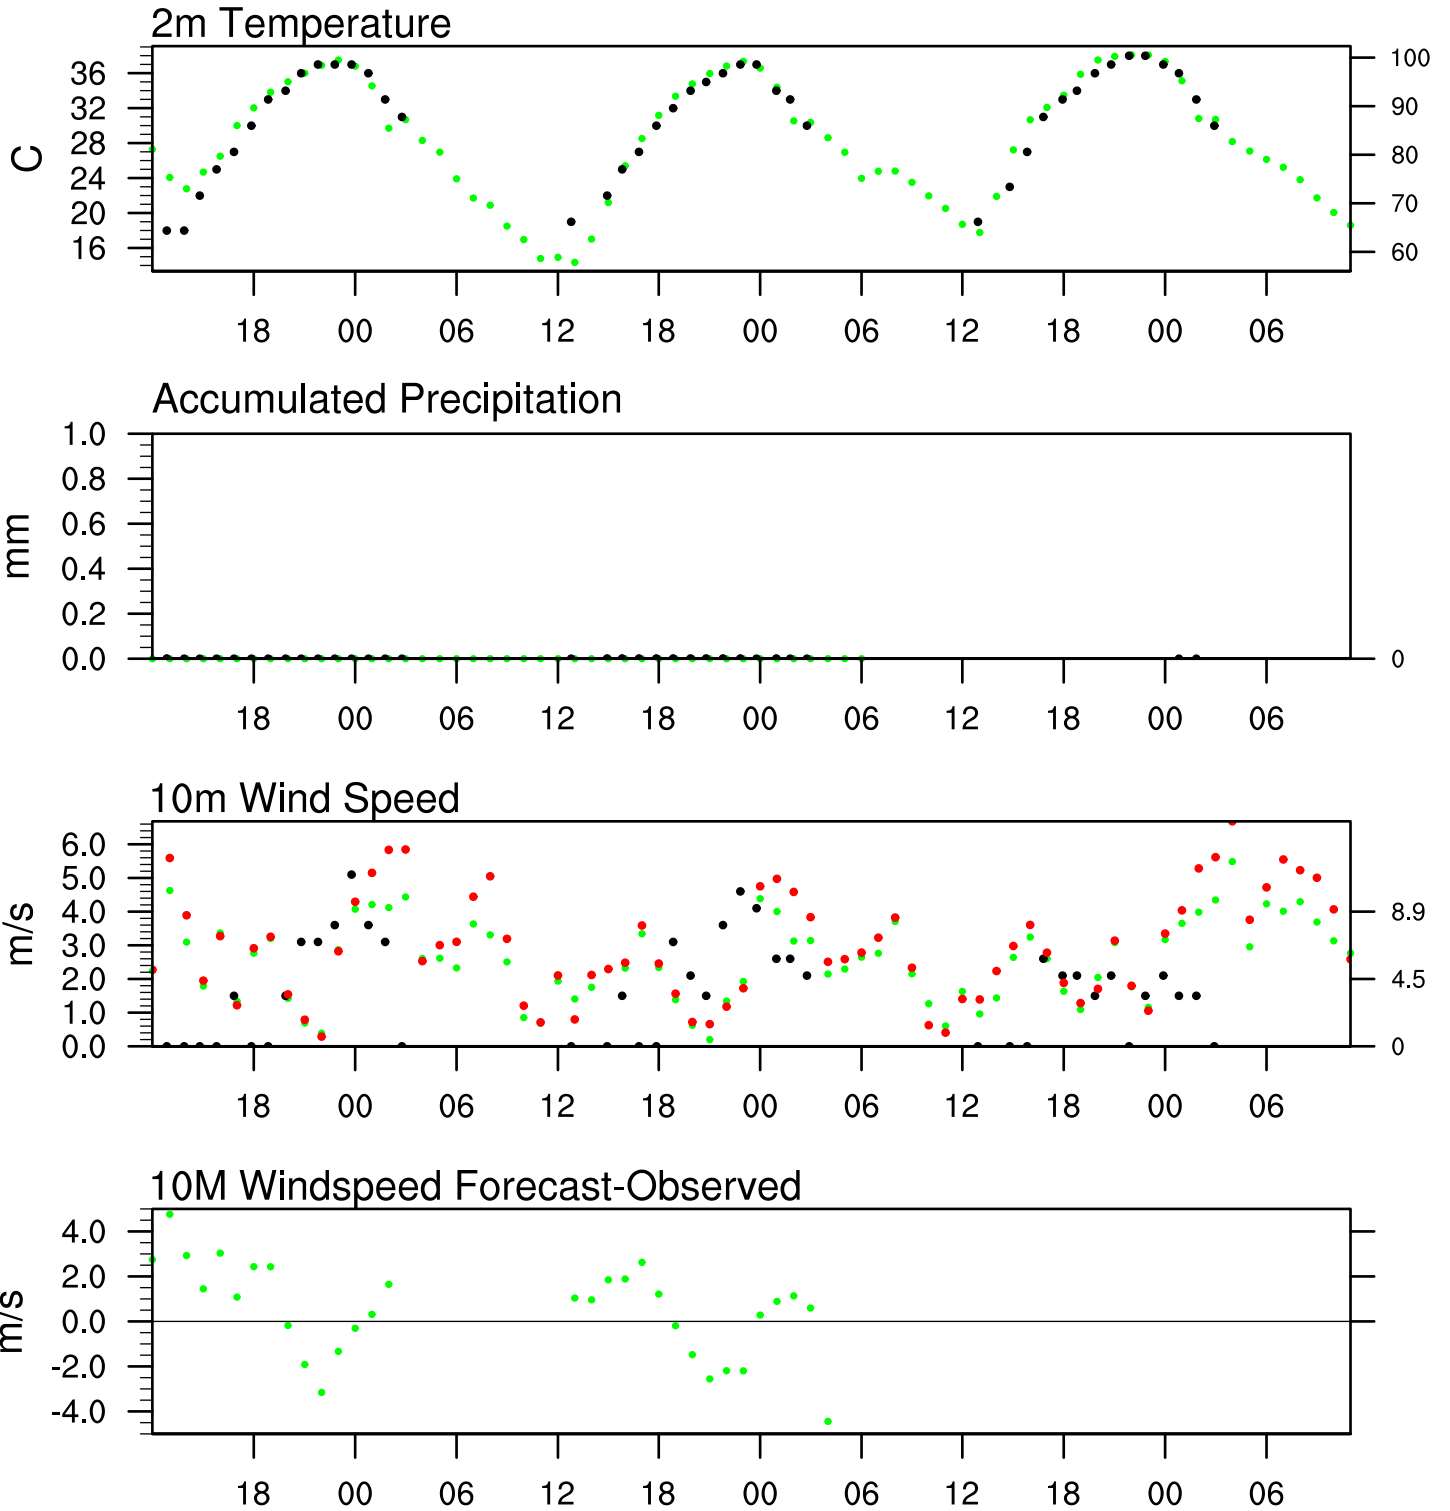 2m Temperature
36
32
28
24
20
16
C
100
90
80
70
60
18 00 06 12 18 00 06 12 18 00 06
Accumulated Precipitation
1.0
0.8
0.6
0.4
0.2
0.0
mm
0
18 00 06 12 18 00 06 12 18 00 06
10m Wind Speed
6.0
5.0
4.0
3.0
2.0
1.0
0.0
m/s
8.9
4.5
0
18 00 06 12 18 00 06 12 18 00 06
10M Windspeed Forecast-Observed
4.0
2.0
0.0
-2.0
-4.0
m/s
18 00 06 12 18 00 06 12 18 00 06